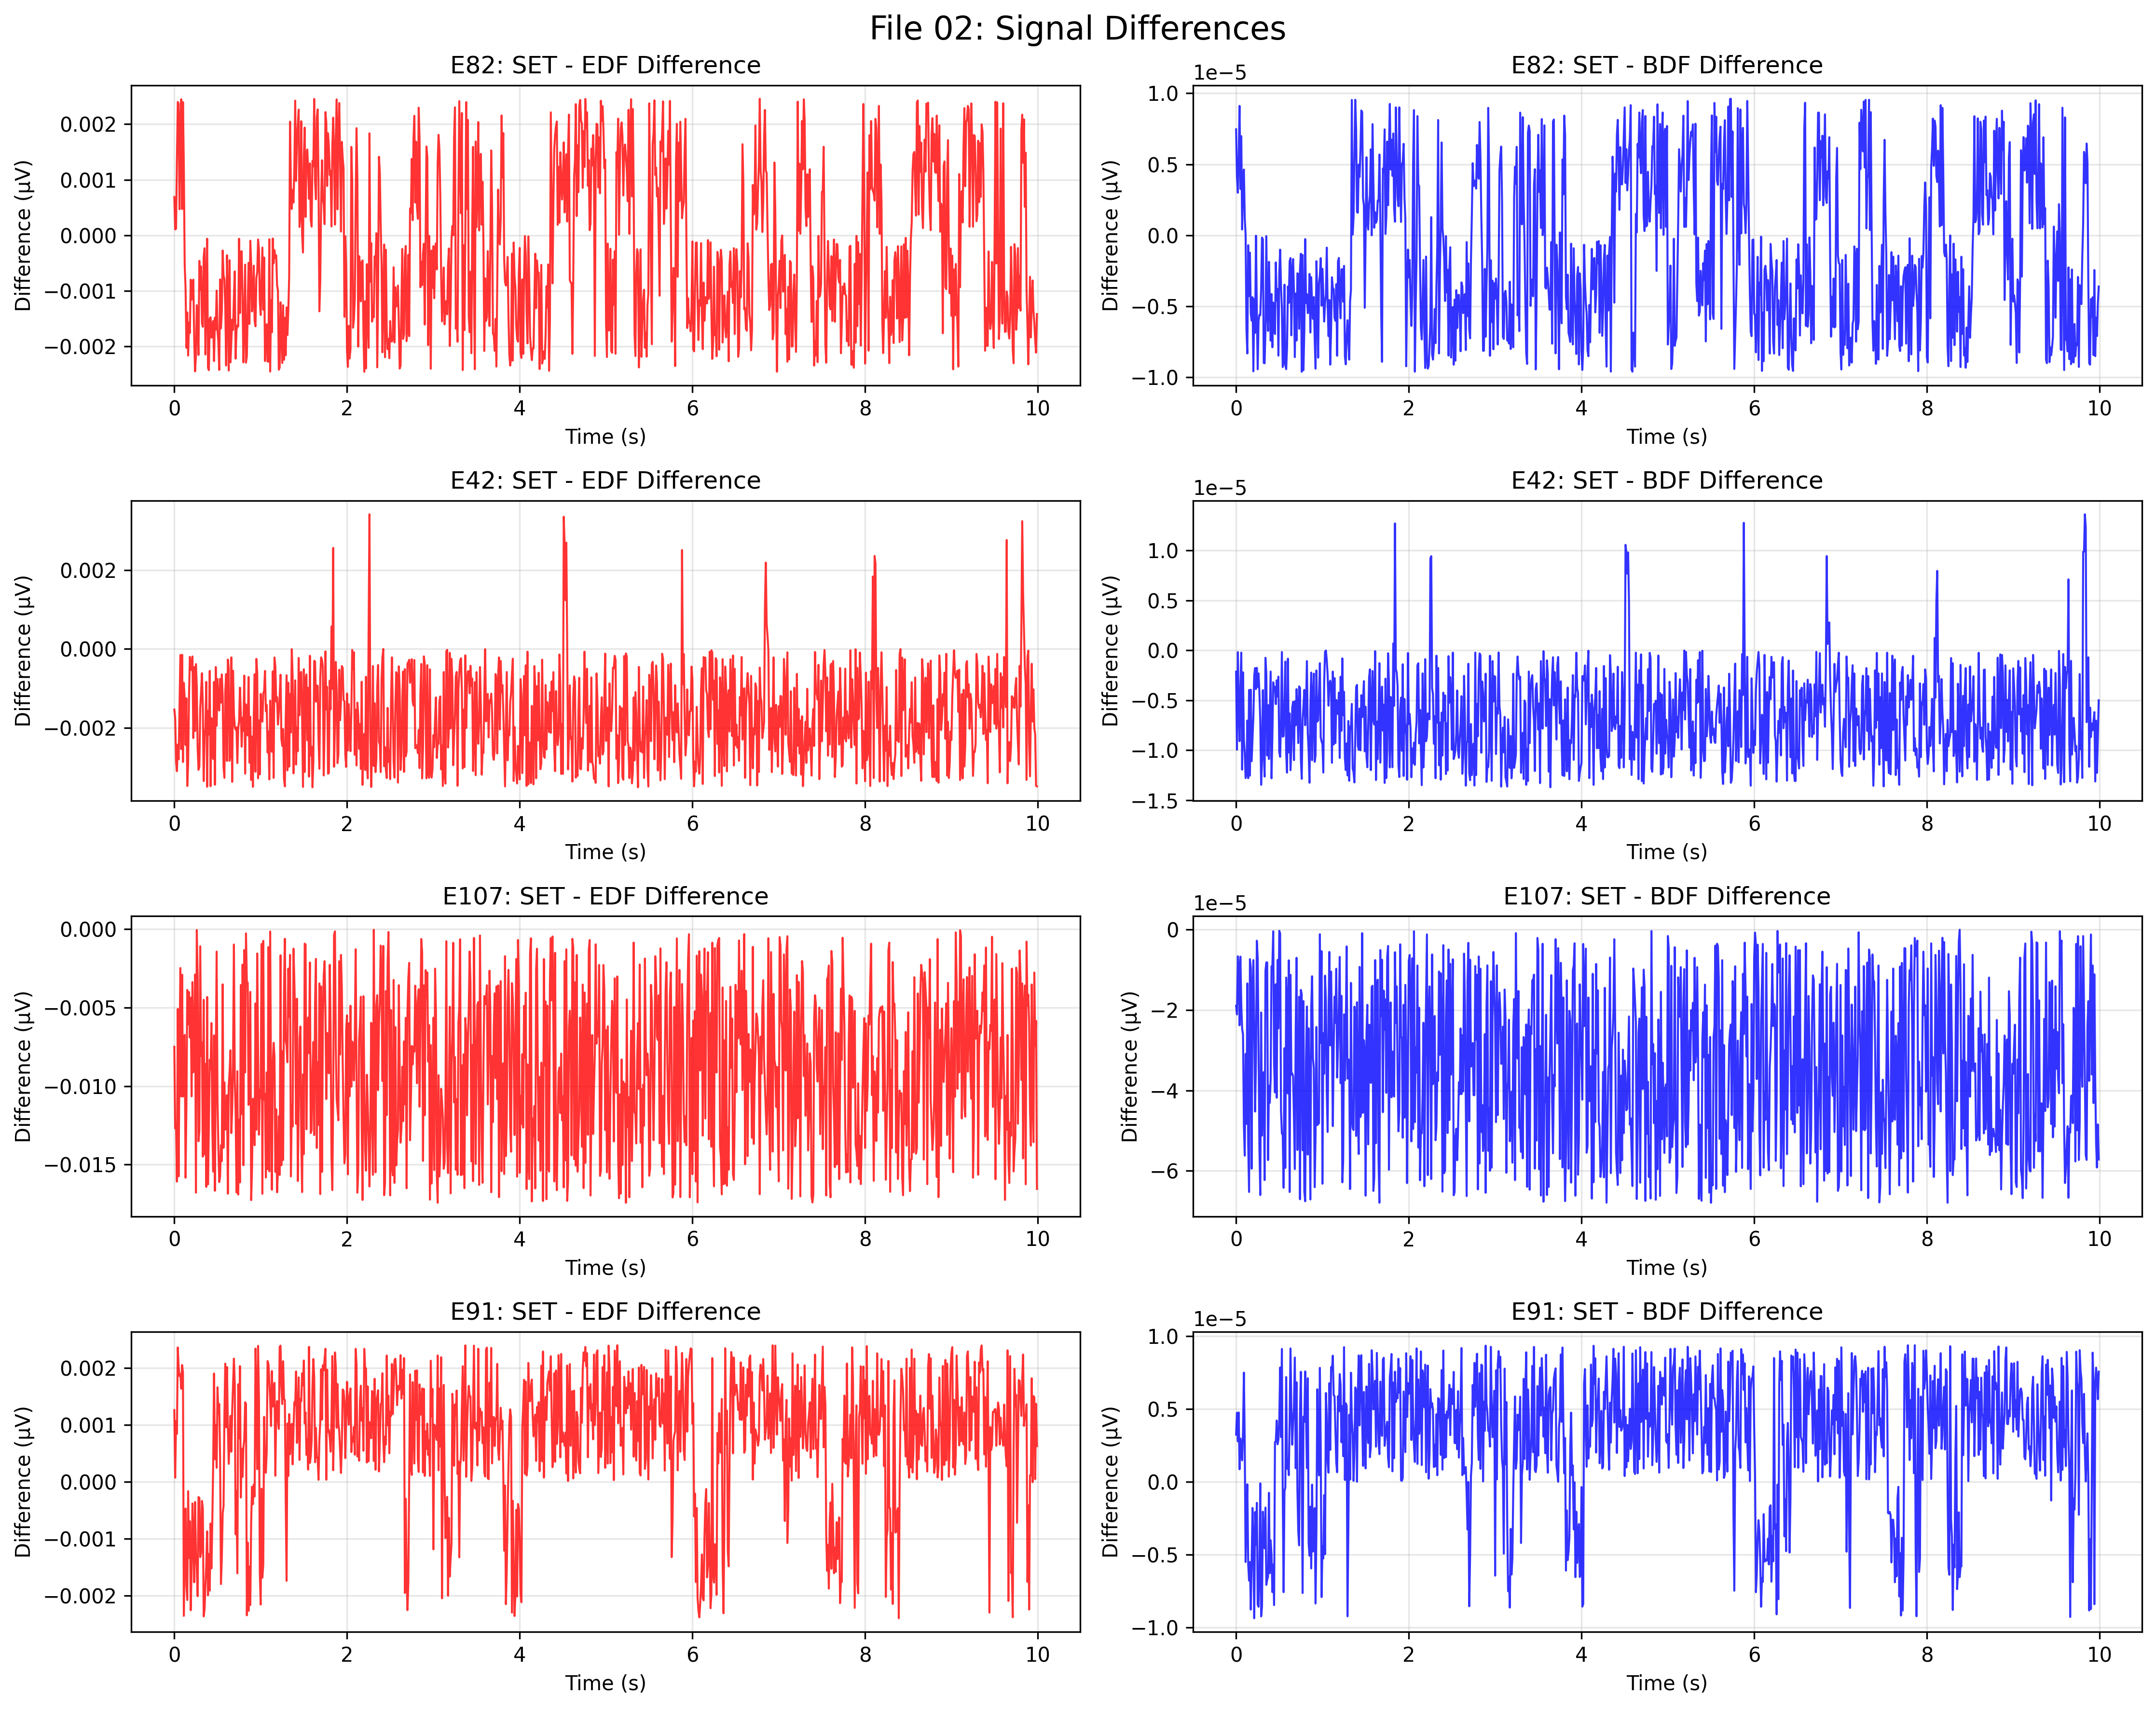 File 02: Signal Differences
E82: SET - EDF Difference
Difference (µV)
0.002
0.001
0.000
−0.001
−0.002
0 2 4 6 8 10
Time (s)
E82: SET - BDF Difference
1e−5
Difference (µV)
1.0
0.5
0.0
−0.5
−1.0
0 2 4 6 8 10
Time (s)
E42: SET - EDF Difference
Difference (µV)
0.002
0.000
−0.002
0 2 4 6 8 10
Time (s)
E42: SET - BDF Difference
1e−5
Difference (µV)
1.0
0.5
0.0
−0.5
−1.0
−1.5
0 2 4 6 8 10
Time (s)
E107: SET - EDF Difference
Difference (µV)
0.000
−0.005
−0.010
−0.015
0 2 4 6 8 10
Time (s)
E107: SET - BDF Difference
1e−5
Difference (µV)
0
−2
−4
−6
0 2 4 6 8 10
Time (s)
E91: SET - EDF Difference
Difference (µV)
0.002
0.001
0.000
−0.001
−0.002
0 2 4 6 8 10
Time (s)
E91: SET - BDF Difference
1e−5
Difference (µV)
1.0
0.5
0.0
−0.5
−1.0
0 2 4 6 8 10
Time (s)